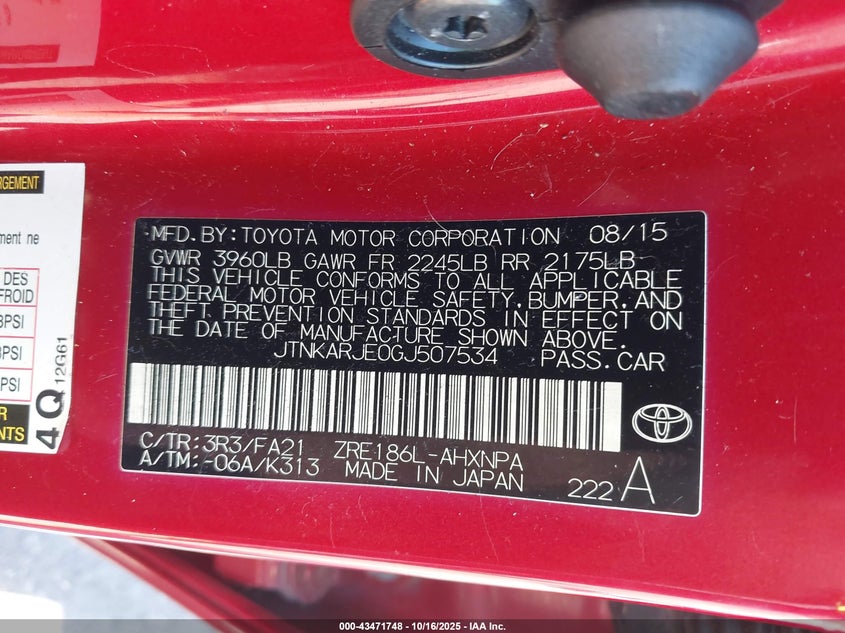 RGEMENT
ment ne
DES
FROID
PSI
PSI
PSI
R
ENTS
4Q
12G61
MFD.BY:TOYOTA MOTOR CORPORATION 08/15
GVWR 3960LB GAWR FR 2245LB RR 2175LB
THIS VEHICLE CONFORMS TO ALL APPLICABLE
FEDERAL MOTOR VEHICLE SAFETY,BUMPER,AND
THEFT PREVENTION STANDARDS IN EFFECT ON
THE DATE OF MANUFACTURE SHOWN ABOVE.
JTNKARJE0GJ507534 PASS.CAR
C/TR:3R3/FA21 ZRE186L-AHXNPA
A/TM:-06A/K313 MADE IN JAPAN 222 A
000-43471748 - 10/16/2025 - IAA Inc.